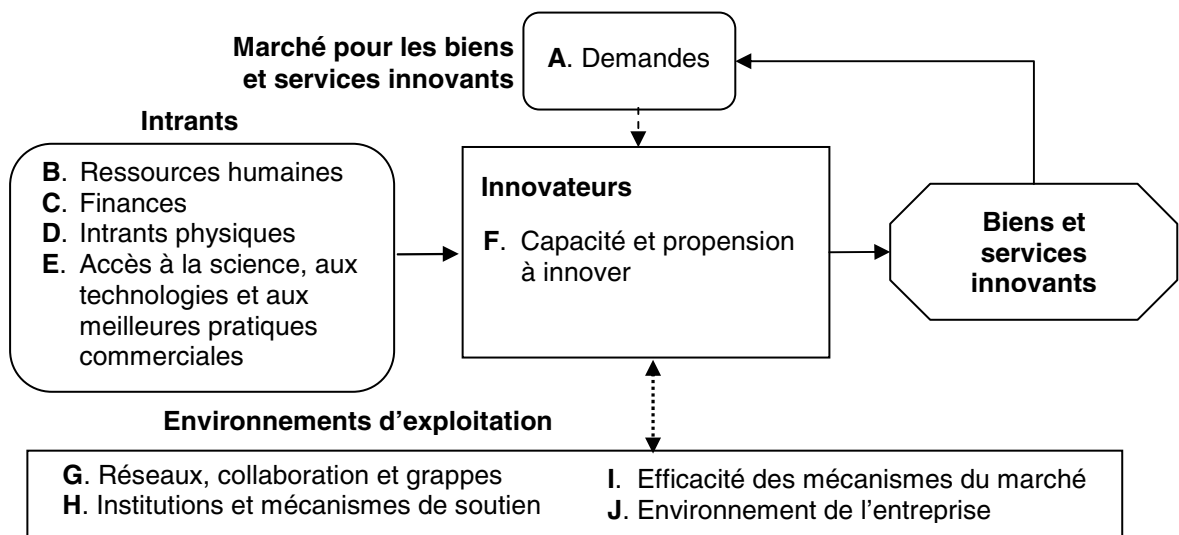 Marché pour les biens
et services innovants
A. Demandes
Intrants
B. Ressources humaines
C. Finances
D. Intrants physiques
E. Accès à la science, aux
technologies et aux
meilleures pratiques
commerciales
Innovateurs
F. Capacité et propension
à innover
Biens et
services
innovants
Environnements d’exploitation
G. Réseaux, collaboration et grappes
H. Institutions et mécanismes de soutien
I. Efficacité des mécanismes du marché
J. Environnement de l’entreprise